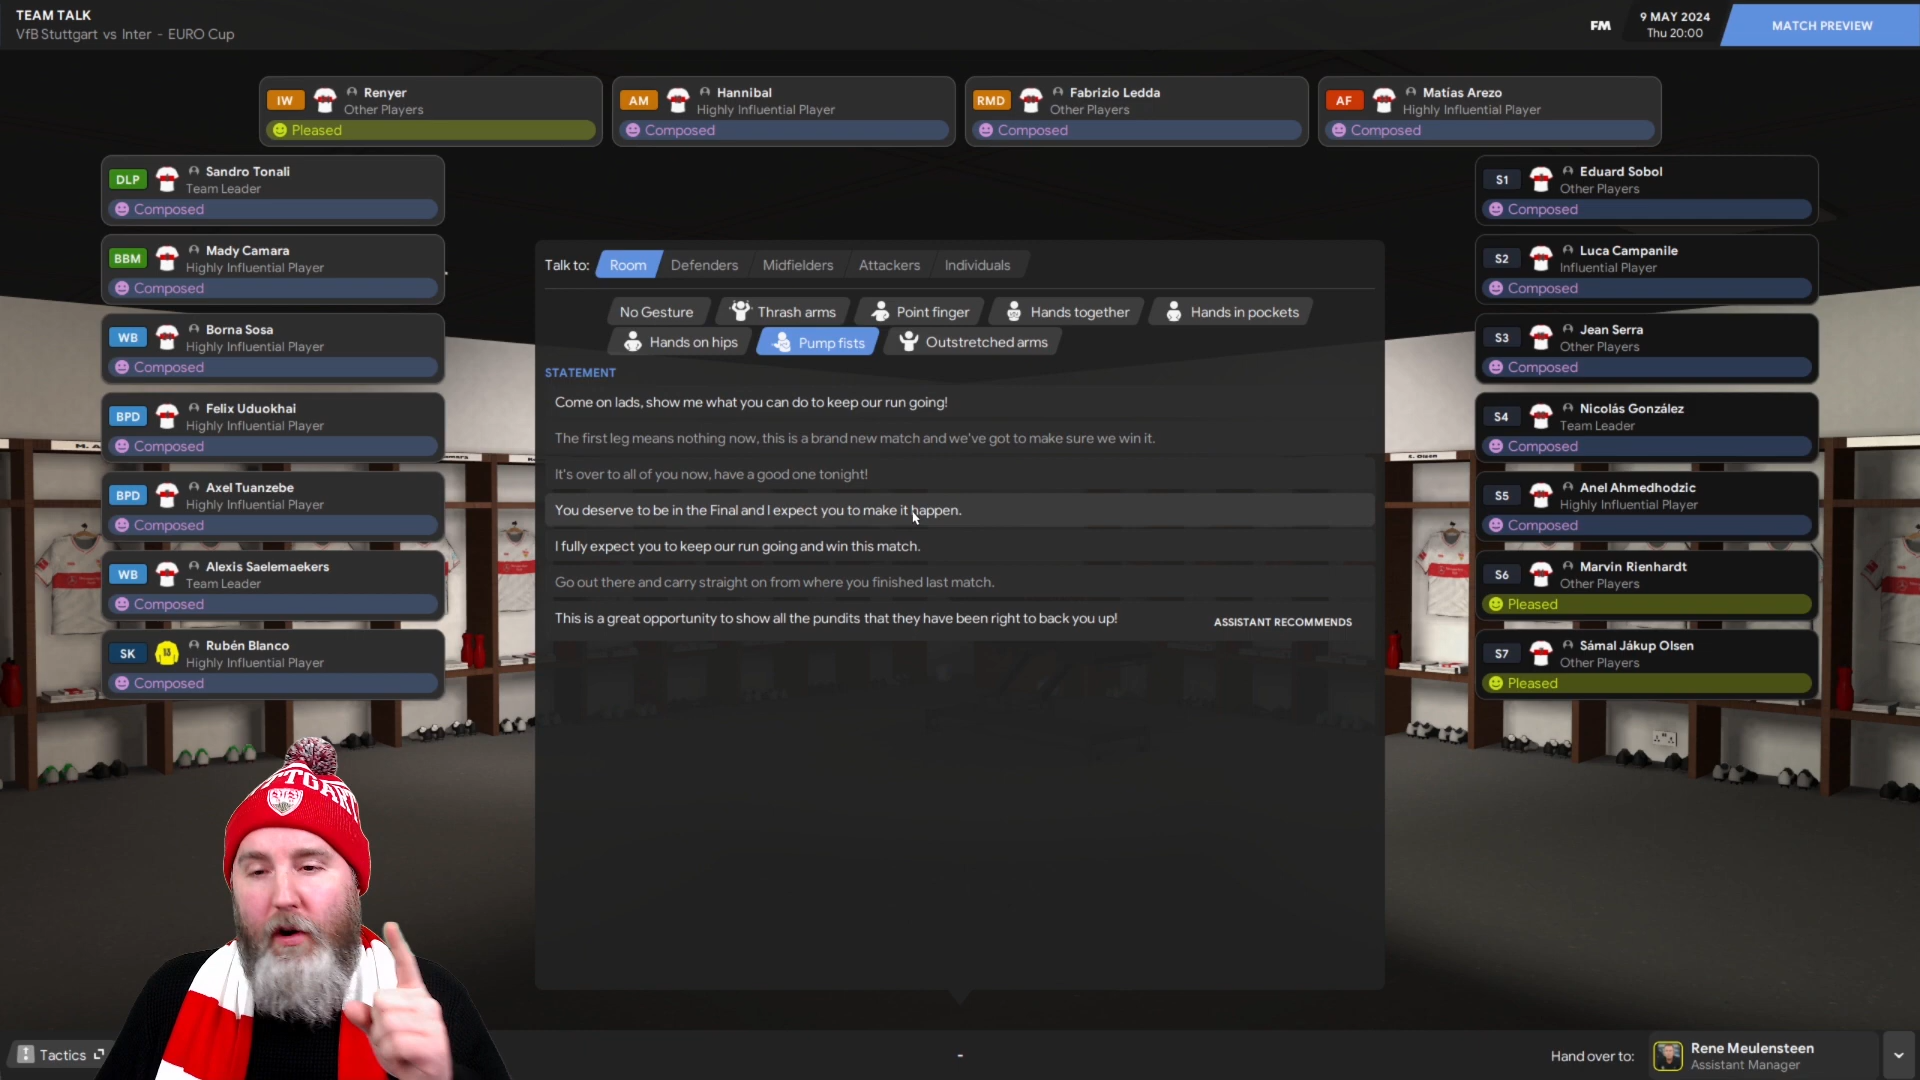 TEAM TALK
VfB Stuttgart vs Inter - EURO Cup
FM
9 MAY 2024
Thu 20:00
MATCH PREVIEW
IW
Renyer
Other Players
Pleased
AM
Hannibal
Highly Influential Player
Composed
RMD
Fabrizio Ledda
Other Players
Composed
AF
Matías Arezo
Highly Influential Player
Composed
DLP
Sandro Tonali
Team Leader
Composed
BBM
Mady Camara
Highly Influential Player
Composed
WB
Borna Sosa
Highly Influential Player
Composed
BPD
Felix Uduokhai
Highly Influential Player
Composed
BPD
Axel Tuanzebe
Highly Influential Player
Composed
WB
Alexis Saelemaekers
Team Leader
Composed
SK
Rubén Blanco
Highly Influential Player
Composed
Talk to: Room Defenders Midfielders Attackers Individuals
No Gesture Thrash arms Point finger Hands together Hands in pockets
Hands on hips Pump fists Outstretched arms
STATEMENT
Come on lads, show me what you can do to keep our run going!
The first leg means nothing now, this is a brand new match and we've got to make sure we win it.
It's over to all of you now, have a good one tonight!
You deserve to be in the Final and I expect you to make it happen.
I fully expect you to keep our run going and win this match.
Go out there and carry straight on from where you finished last match.
This is a great opportunity to show all the pundits that they have been right to back you up!
ASSISTANT RECOMMENDS
S1
Eduard Sobol
Other Players
Composed
S2
Luca Campanile
Influential Player
Composed
S3
Jean Serra
Other Players
Composed
S4
Nicolás González
Team Leader
Composed
S5
Anel Ahmedhodzic
Highly Influential Player
Composed
S6
Marvin Rienhardt
Other Players
Pleased
S7
Sámal Jákup Olsen
Other Players
Pleased
Tactics
-
Hand over to:
Rene Meulensteen
Assistant Manager